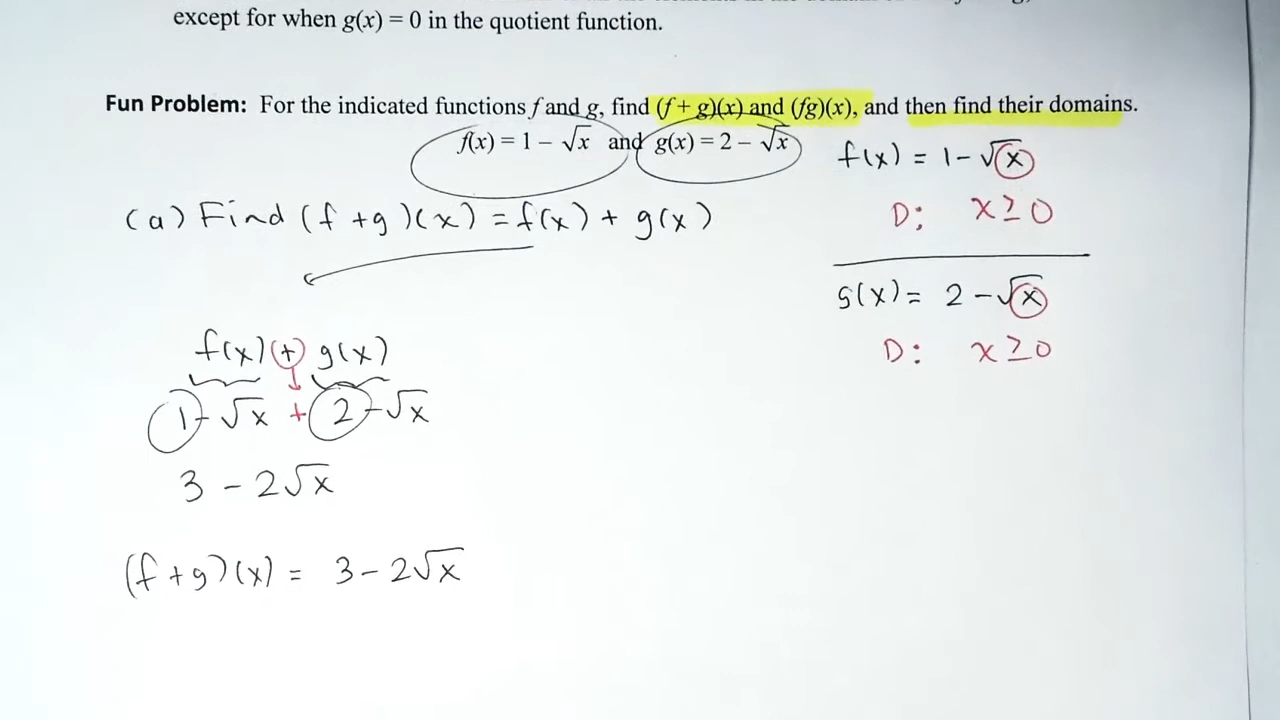 except for when g(x) = 0 in the quotient function.
Fun Problem: For the indicated functions f and g, find (f + g)(x) and (fg)(x), and then find their domains.
f(x) = 1 – √x and g(x) = 2 – √x
(a) Find (f + g)(x) = f(x) + g(x)
f(x) + g(x)
1 - √x + 2 - √x
3 - 2√x
(f + g)(x) = 3 - 2√x
f(x) = 1 - √x
D: x ≥ 0
g(x) = 2 - √x
D: x ≥ 0